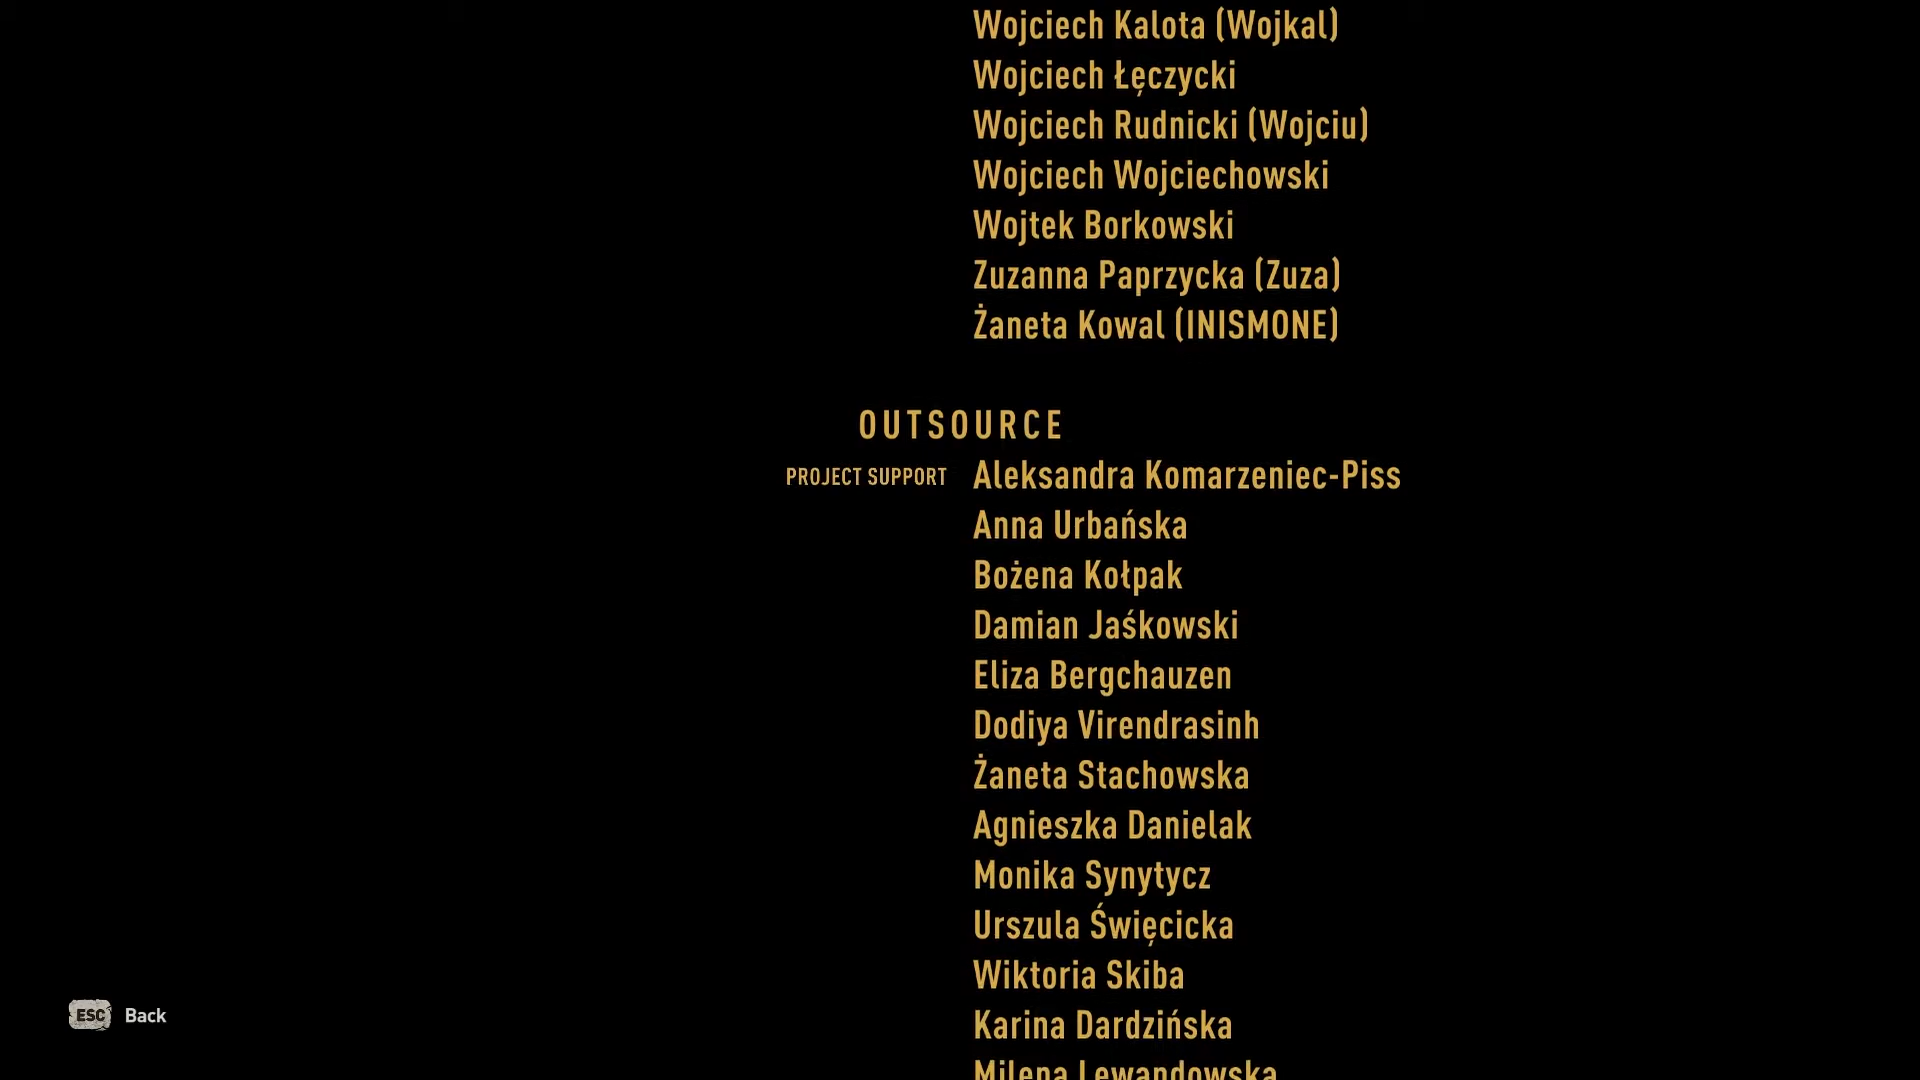 Wojciech Kalota (Wojkal)
Wojciech Łęczycki
Wojciech Rudnicki (Wojciu)
Wojciech Wojciechowski
Wojtek Borkowski
Zuzanna Paprzycka (Zuza)
Żaneta Kowal (INISMONE)
OUTSOURCE
PROJECT SUPPORT Aleksandra Komarzeniec-Piss
Anna Urbańska
Bożena Kołpak
Damian Jaśkowski
Eliza Bergchauzen
Dodiya Virendrasinh
Żaneta Stachowska
Agnieszka Danielak
Monika Synytycz
Urszula Święcicka
Wiktoria Skiba
Karina Dardzińska
Milena Lewandowska
ESC Back